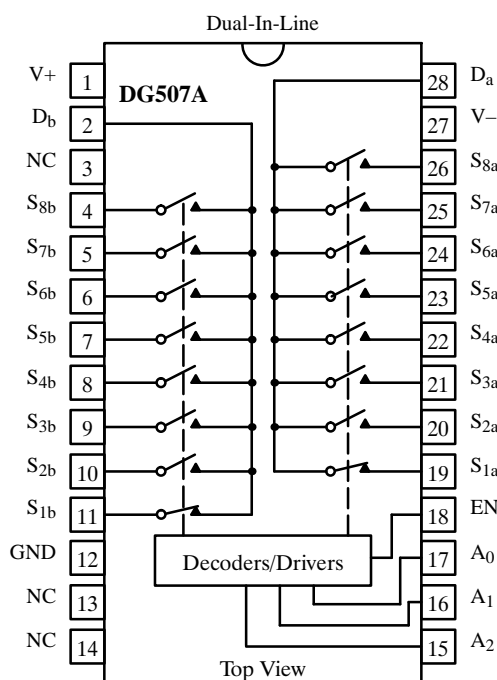 Dual-In-Line
DG507A
V+ 1 28 Da
Db 2 27 V–
NC 3 26 S8a
S8b 4 25 S7a
S7b 5 24 S6a
S6b 6 23 S5a
S5b 7 22 S4a
S4b 8 21 S3a
S3b 9 20 S2a
S2b 10 19 S1a
S1b 11 18 EN
GND 12 17 A0
NC 13 16 A1
NC 14 15 A2
Decoders/Drivers
Top View